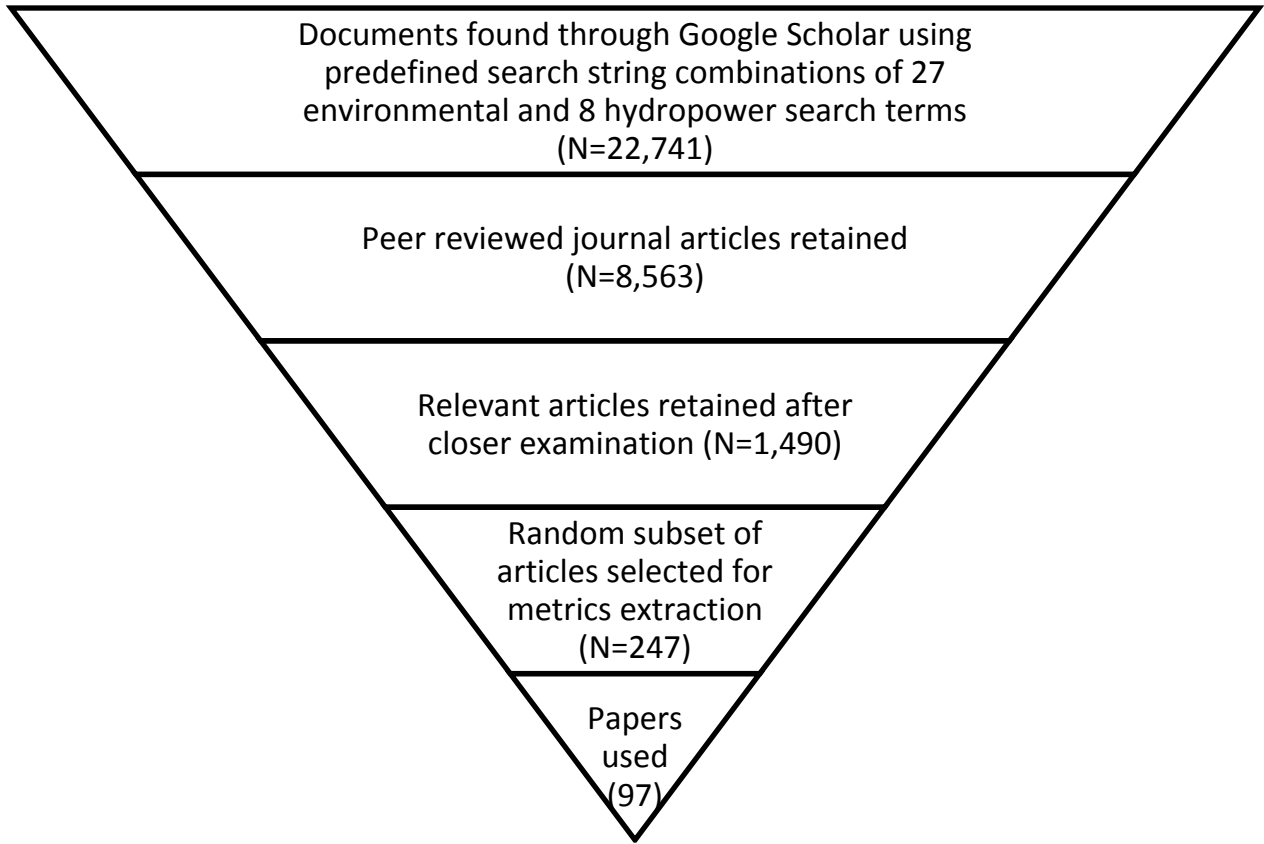 Documents found through Google Scholar using
predefined search string combinations of 27
environmental and 8 hydropower search terms
(N=22,741)
Peer reviewed journal articles retained
(N=8,563)
Relevant articles retained after
closer examination (N=1,490)
Random subset of
articles selected for
metrics extraction
(N=247)
Papers
used
(97)